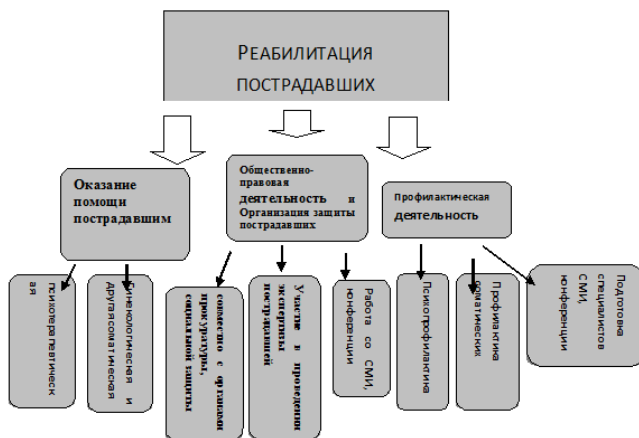 РЕАБИЛИТАЦИЯ
ПОСТРАДАВШИХ
Оказание
помощи
пострадавшим
Общественно-
правовая
деятельность и
Организация защиты
пострадавших
Профилактическая
деятельность
психотерапевтическ
ая
Гинекологическая и
другая соматическая
совместно с органами
прокуратуры,
социальной защиты
Участие в проведении
экспертизы
пострадавшей
Работа со СМИ,
конференции
Психопрофилактика
Профилактика
соматических
Подготовка
специалистов
СМИ,
конференции